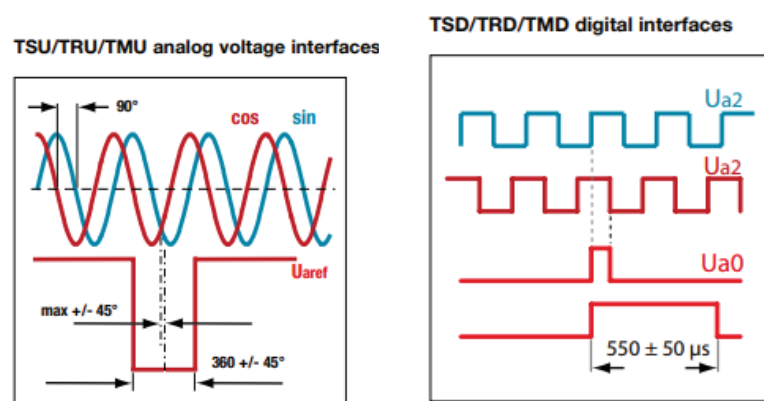 TSU/TRU/TMU analog voltage interfaces
90°
cos sin
Uaref
max +/- 45°
360 +/- 45°
TSD/TRD/TMD digital interfaces
Ua2
Ua2
Ua0
550 ± 50 µs